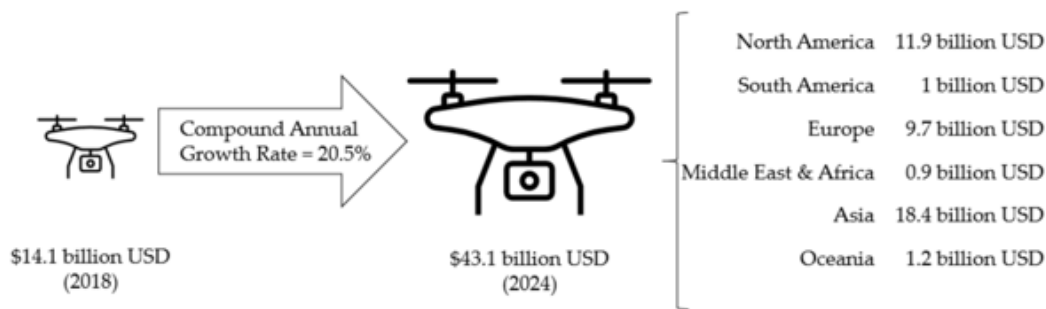 Compound Annual
Growth Rate = 20.5%
$14.1 billion USD
(2018)
$43.1 billion USD
(2024)
North America 11.9 billion USD
South America 1 billion USD
Europe 9.7 billion USD
Middle East & Africa 0.9 billion USD
Asia 18.4 billion USD
Oceania 1.2 billion USD